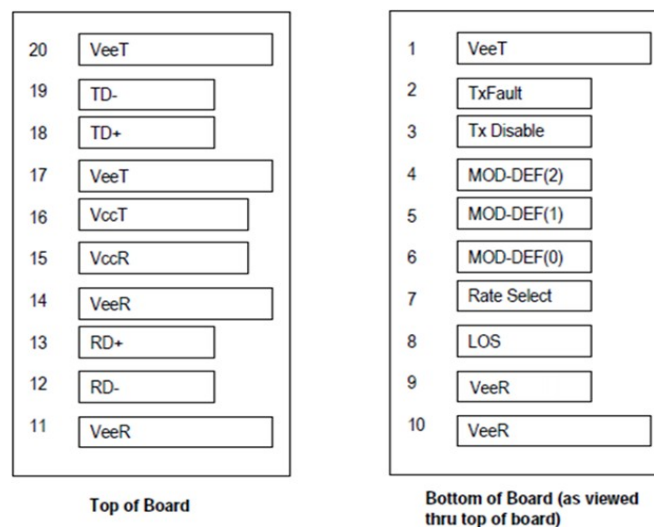 20 VeeT
19 TD-
18 TD+
17 VeeT
16 VccT
15 VccR
14 VeeR
13 RD+
12 RD-
11 VeeR
Top of Board
1 VeeT
2 TxFault
3 Tx Disable
4 MOD-DEF(2)
5 MOD-DEF(1)
6 MOD-DEF(0)
7 Rate Select
8 LOS
9 VeeR
10 VeeR
Bottom of Board (as viewed
thru top of board)